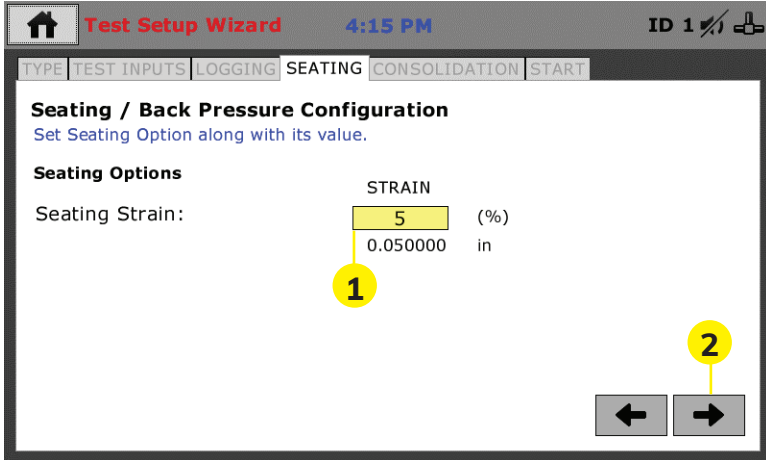 Test Setup Wizard 4:15 PM ID 1
TYPE TEST INPUTS LOGGING SEATING CONSOLIDATION START
Seating / Back Pressure Configuration
Set Seating Option along with its value.
Seating Options
STRAIN
Seating Strain: 5 (%)
0.050000 in
1
2